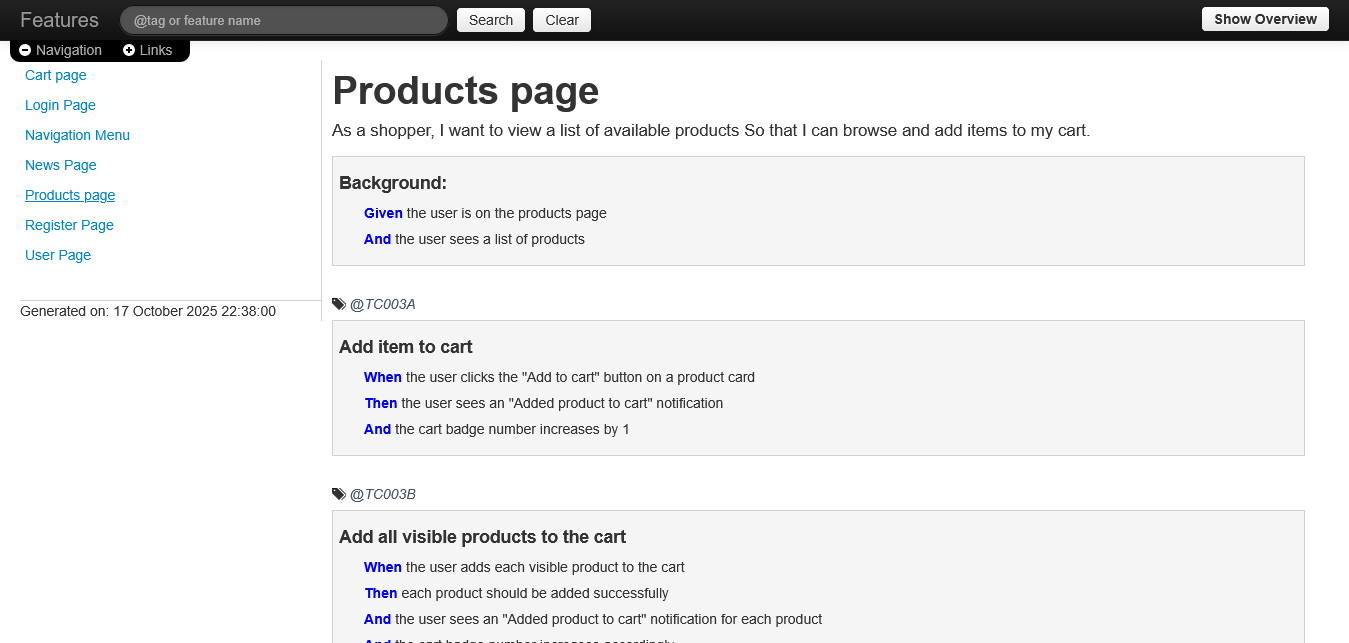 Features
@tag or feature name
Search
Clear
Show Overview
Navigation
Links
Cart page
Login Page
Navigation Menu
News Page
Products page
Register Page
User Page
Generated on: 17 October 2025 22:38:00
Products page
As a shopper, I want to view a list of available products So that I can browse and add items to my cart.
Background:
Given the user is on the products page
And the user sees a list of products
@TC003A
Add item to cart
When the user clicks the "Add to cart" button on a product card
Then the user sees an "Added product to cart" notification
And the cart badge number increases by 1
@TC003B
Add all visible products to the cart
When the user adds each visible product to the cart
Then each product should be added successfully
And the user sees an "Added product to cart" notification for each product
And the cart badge number increases accordingly